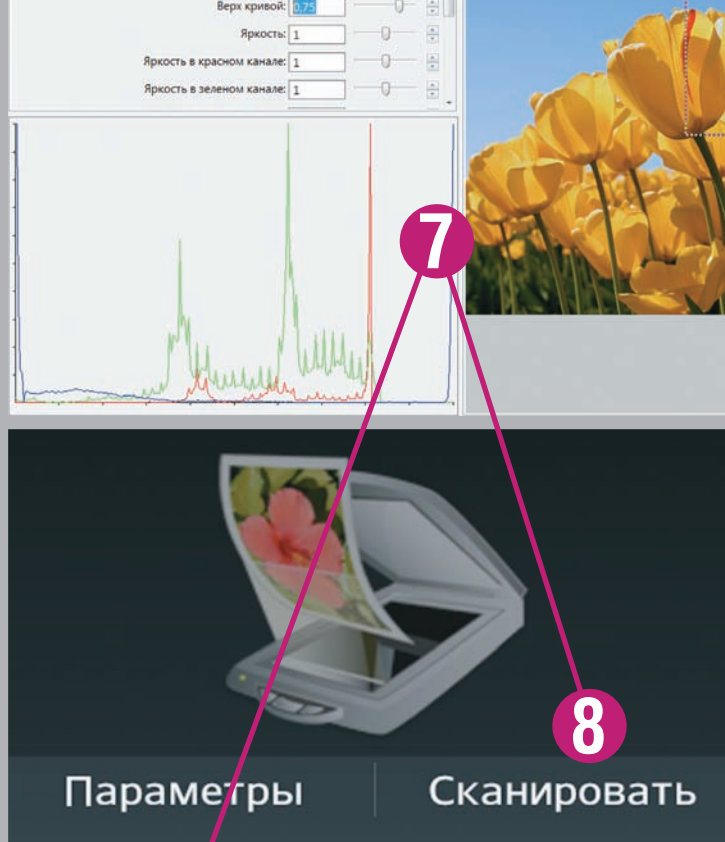 Верх кривой: 0,75
Яркость: 1
Яркость в красном канале: 1
Яркость в зеленом канале: 1
7
8
Параметры
Сканировать